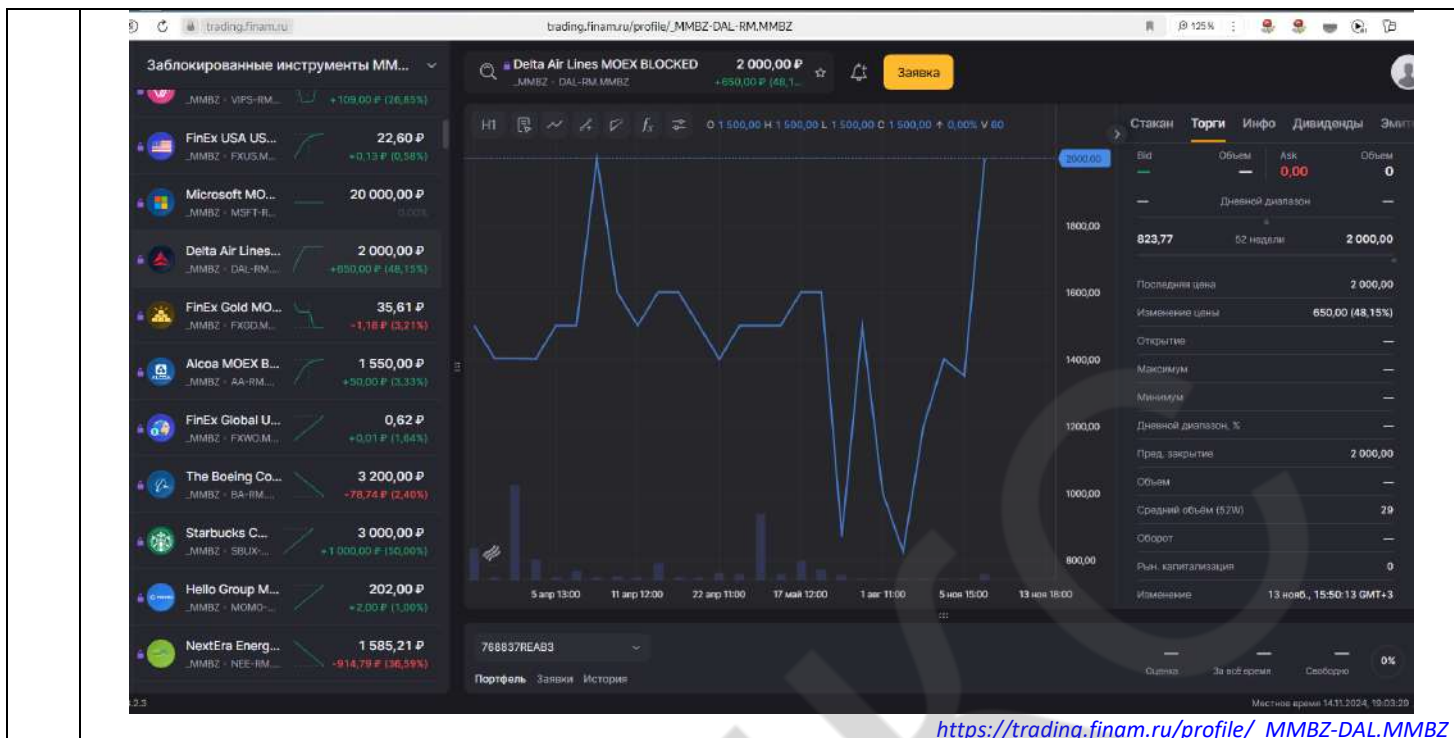 trading.finam.ru
trading.finam.ru/profile/_MMBZ-DAL-RM.MMBZ
125 %
Заблокированные инструменты MM...
Delta Air Lines MOEX BLOCKED
2 000,00 ₽
_MMBZ • DAL-RM.MMBZ
+650,00 ₽ (48,1...
Заявка
_MMBZ • VIPS-RM...
+109,00 ₽ (26,85%)
FinEx USA US...
22,60 ₽
_MMBZ • FXUS.M...
+0,13 ₽ (0,58%)
Microsoft MO...
20 000,00 ₽
_MMBZ • MSFT-R...
0,00%
Delta Air Lines...
2 000,00 ₽
_MMBZ • DAL-RM...
+650,00 ₽ (48,15%)
FinEx Gold MO...
35,61 ₽
_MMBZ • FXGD.M...
-1,18 ₽ (3,21%)
Alcoa MOEX B...
1 550,00 ₽
_MMBZ • AA-RM....
+50,00 ₽ (3,33%)
FinEx Global U...
0,62 ₽
_MMBZ • FXWO.M...
+0,01 ₽ (1,64%)
The Boeing Co...
3 200,00 ₽
_MMBZ • BA-RM....
-78,74 ₽ (2,40%)
Starbucks C...
3 000,00 ₽
_MMBZ • SBUX-...
+1 000,00 ₽ (50,00%)
Hello Group M...
202,00 ₽
_MMBZ • MOMO-...
+2,00 ₽ (1,00%)
NextEra Energ...
1 585,21 ₽
_MMBZ • NEE-RM...
-914,79 ₽ (36,59%)
H1
O 1 500,00 H 1 500,00 L 1 500,00 C 1 500,00 0,00% V 60
2000,00
1800,00
1600,00
1400,00
1200,00
1000,00
800,00
5 апр 13:00
11 апр 12:00
22 апр 11:00
17 май 12:00
1 авг 11:00
5 ноя 15:00
13 ноя 16:00
Стакан Торги Инфо Дивиденды
Bid Объем Ask Объем
— — 0,00 0
— Дневной диапазон —
823,77 52 недели 2 000,00
Последняя цена 2 000,00
Изменение цены 650,00 (48,15%)
Открытие —
Максимум —
Минимум —
Дневной диапазон, % —
Пред. закрытие 2 000,00
Объем —
Средний объём (52W) 29
Оборот —
Рын. капитализация 0
Изменение 13 нояб., 15:50:13 GMT+3
768837REAB3
Портфель Заявки История
Оценка За всё время Свободно
0%
Местное время 14.11.2024, 19:03:29
https://trading.finam.ru/profile/_MMBZ-DAL.MMBZ